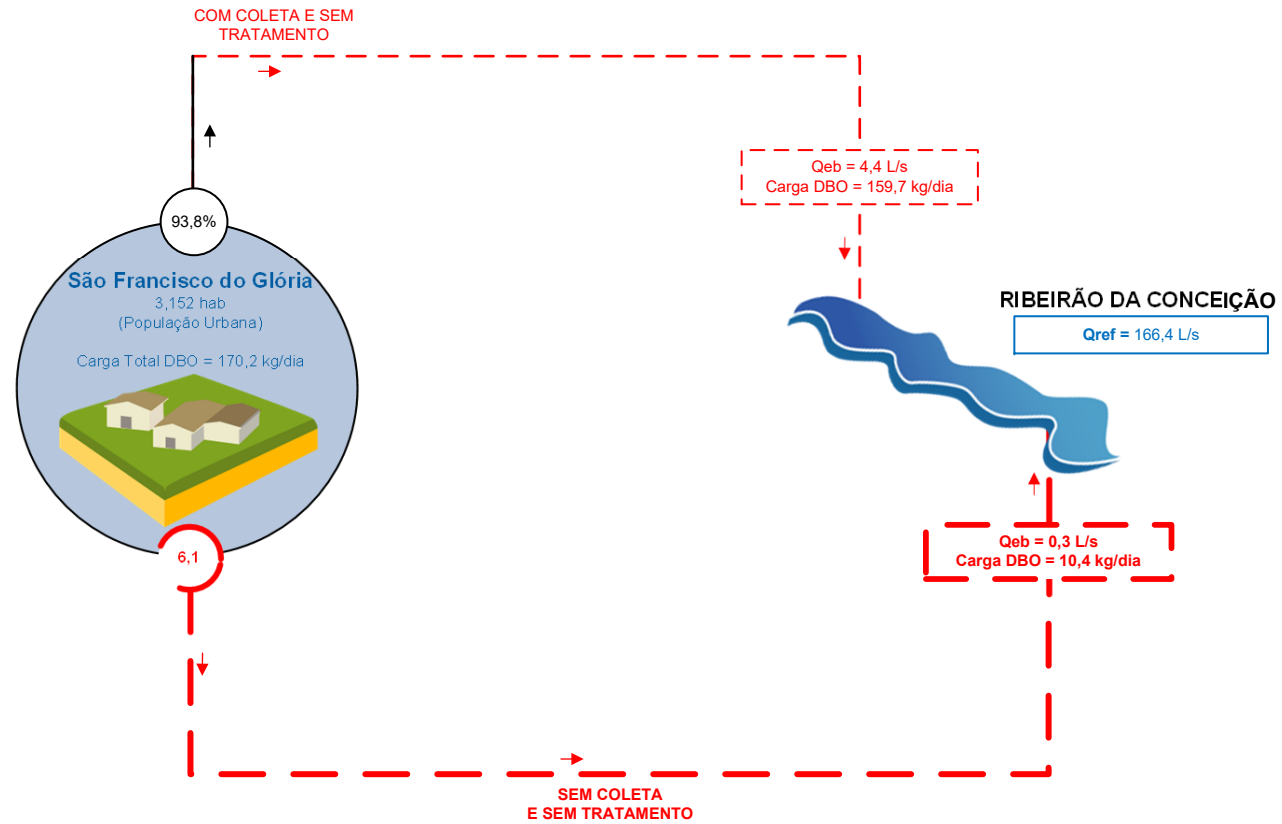 COM COLETA E SEM
TRATAMENTO
Qeb = 4,4 L/s
Carga DBO = 159,7 kg/dia
93,8%
São Francisco do Glória
3,152 hab
(População Urbana)
Carga Total DBO = 170,2 kg/dia
RIBEIRÃO DA CONCEIÇÃO
Qref = 166,4 L/s
6,1
Qeb = 0,3 L/s
Carga DBO = 10,4 kg/dia
SEM COLETA
E SEM TRATAMENTO